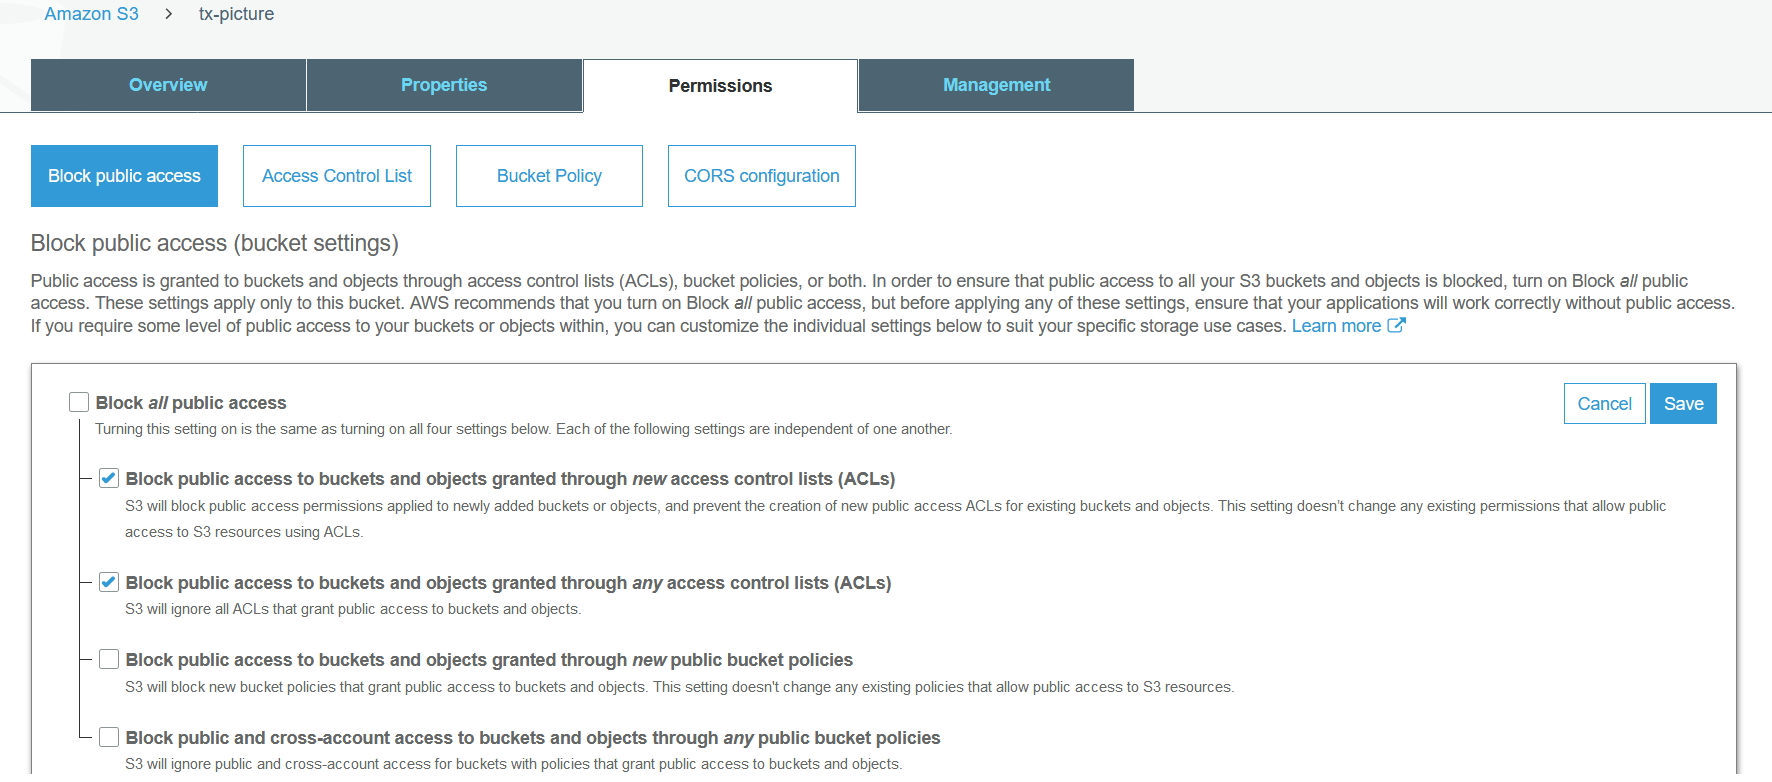 Amazon S3 > tx-picture
Overview
Properties
Permissions
Management
Block public access
Access Control List
Bucket Policy
CORS configuration
Block public access (bucket settings)
Public access is granted to buckets and objects through access control lists (ACLs), bucket policies, or both. In order to ensure that public access to all your S3 buckets and objects is blocked, turn on Block all public
access. These settings apply only to this bucket. AWS recommends that you turn on Block all public access, but before applying any of these settings, ensure that your applications will work correctly without public access.
If you require some level of public access to your buckets or objects within, you can customize the individual settings below to suit your specific storage use cases. Learn more
Block all public access
Cancel
Save
Turning this setting on is the same as turning on all four settings below. Each of the following settings are independent of one another.
Block public access to buckets and objects granted through new access control lists (ACLs)
S3 will block public access permissions applied to newly added buckets or objects, and prevent the creation of new public access ACLs for existing buckets and objects. This setting doesn't change any existing permissions that allow public
access to S3 resources using ACLs.
Block public access to buckets and objects granted through any access control lists (ACLs)
S3 will ignore all ACLs that grant public access to buckets and objects.
Block public access to buckets and objects granted through new public bucket policies
S3 will block new bucket policies that grant public access to buckets and objects. This setting doesn't change any existing policies that allow public access to S3 resources.
Block public and cross-account access to buckets and objects through any public bucket policies
S3 will ignore public and cross-account access for buckets with policies that grant public access to buckets and objects.